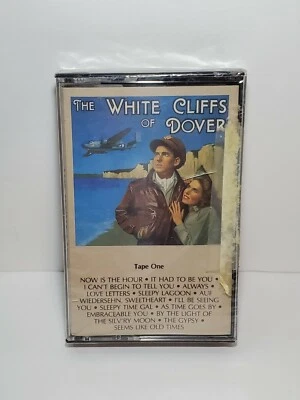 THE WHITE CLIFFS
OF DOVER
Tape One
NOW IS THE HOUR • IT HAD TO BE YOU •
I CAN'T BEGIN TO TELL YOU • ALWAYS •
LOVE LETTERS • SLEEPY LAGOON • AUF
WIEDERSEHN, SWEETHEART • I'LL BE SEEING
YOU • SLEEPY TIME GAL • AS TIME GOES BY •
EMBRACEABLE YOU • BY THE LIGHT OF
THE SILV'RY MOON • THE GYPSY •
SEEMS LIKE OLD TIMES